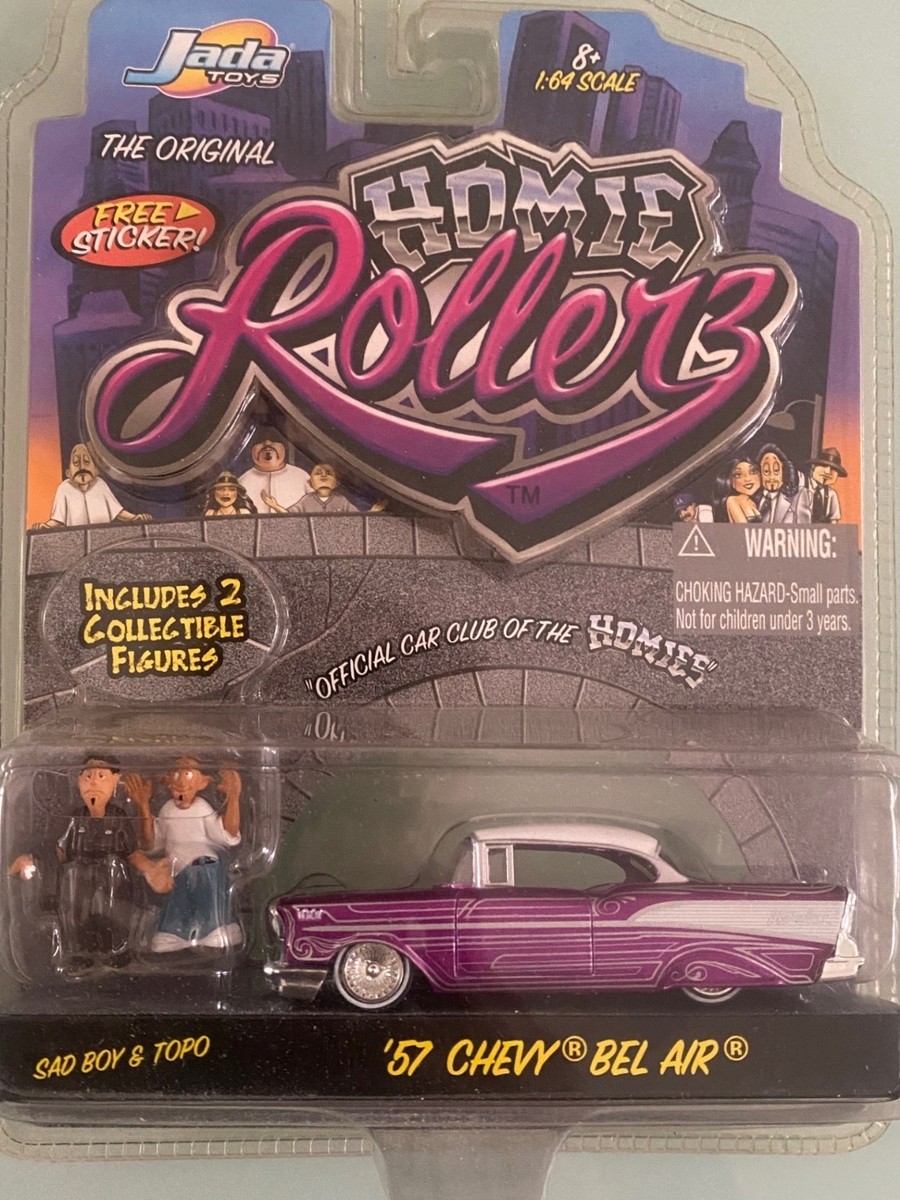 Jada
TOYS
8+
1:64 SCALE
THE ORIGINAL
FREE
STICKER!
HOMIE
Rollerz
TM
WARNING:
CHOKING HAZARD-Small parts.
Not for children under 3 years.
INCLUDES 2
COLLECTIBLE
FIGURES
"OFFICIAL CAR CLUB OF THE HOMIES"
SAD BOY & TOPO
'57 CHEVY® BEL AIR®